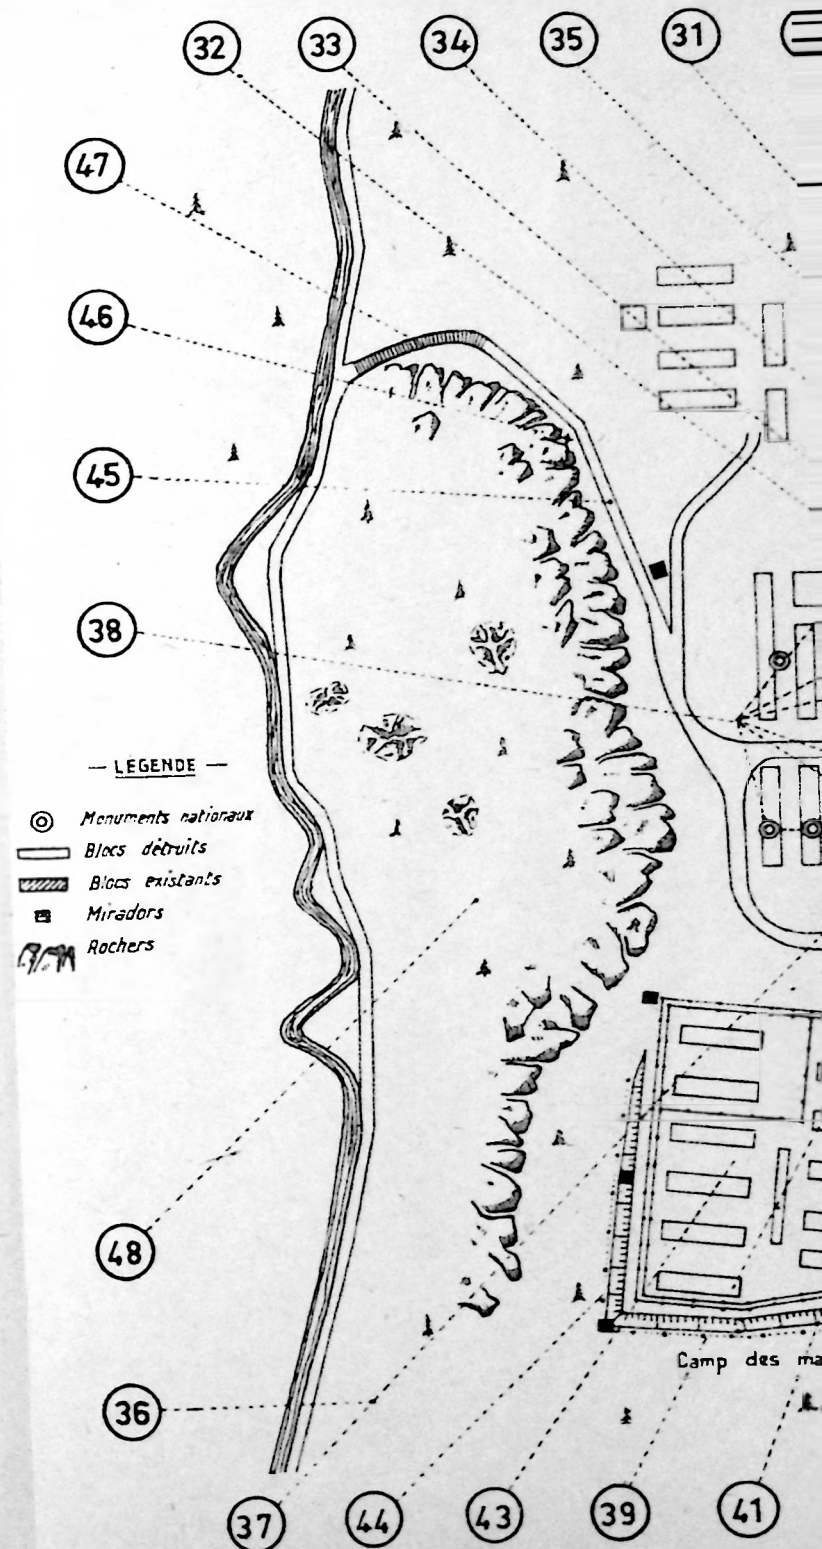 32 33 34 35 31
47
46
45
38
— LÉGENDE —
Monuments nationaux
Blocs détruits
Blocs existants
Miradors
Rochers
48
Camp des ma
36
37 44 43 39 41